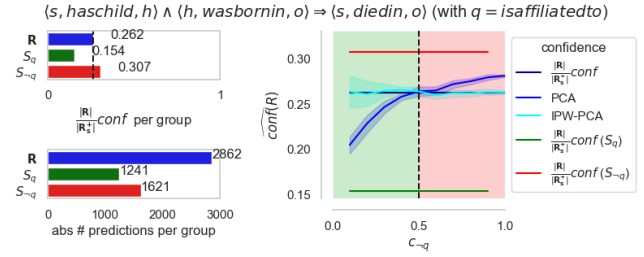 ⟨s, haschild, h⟩ ∧ ⟨h, wasbornin, o⟩ ⇒ ⟨s, diedin, o⟩ (with q = isaffiliatedto)
R 0.262
S_q 0.154
S_¬q 0.307
0 1
|R|/|R_s^+| conf per group
R 2862
S_q 1241
S_¬q 1621
0 1000 2000 3000
abs # predictions per group
conf(R)
0.30
0.25
0.20
0.15
0.0 0.5 1.0
c_¬q
confidence
|R|/|R_s^+| conf
PCA
IPW-PCA
|R|/|R_s^+| conf (S_q)
|R|/|R_s^+| conf (S_¬q)